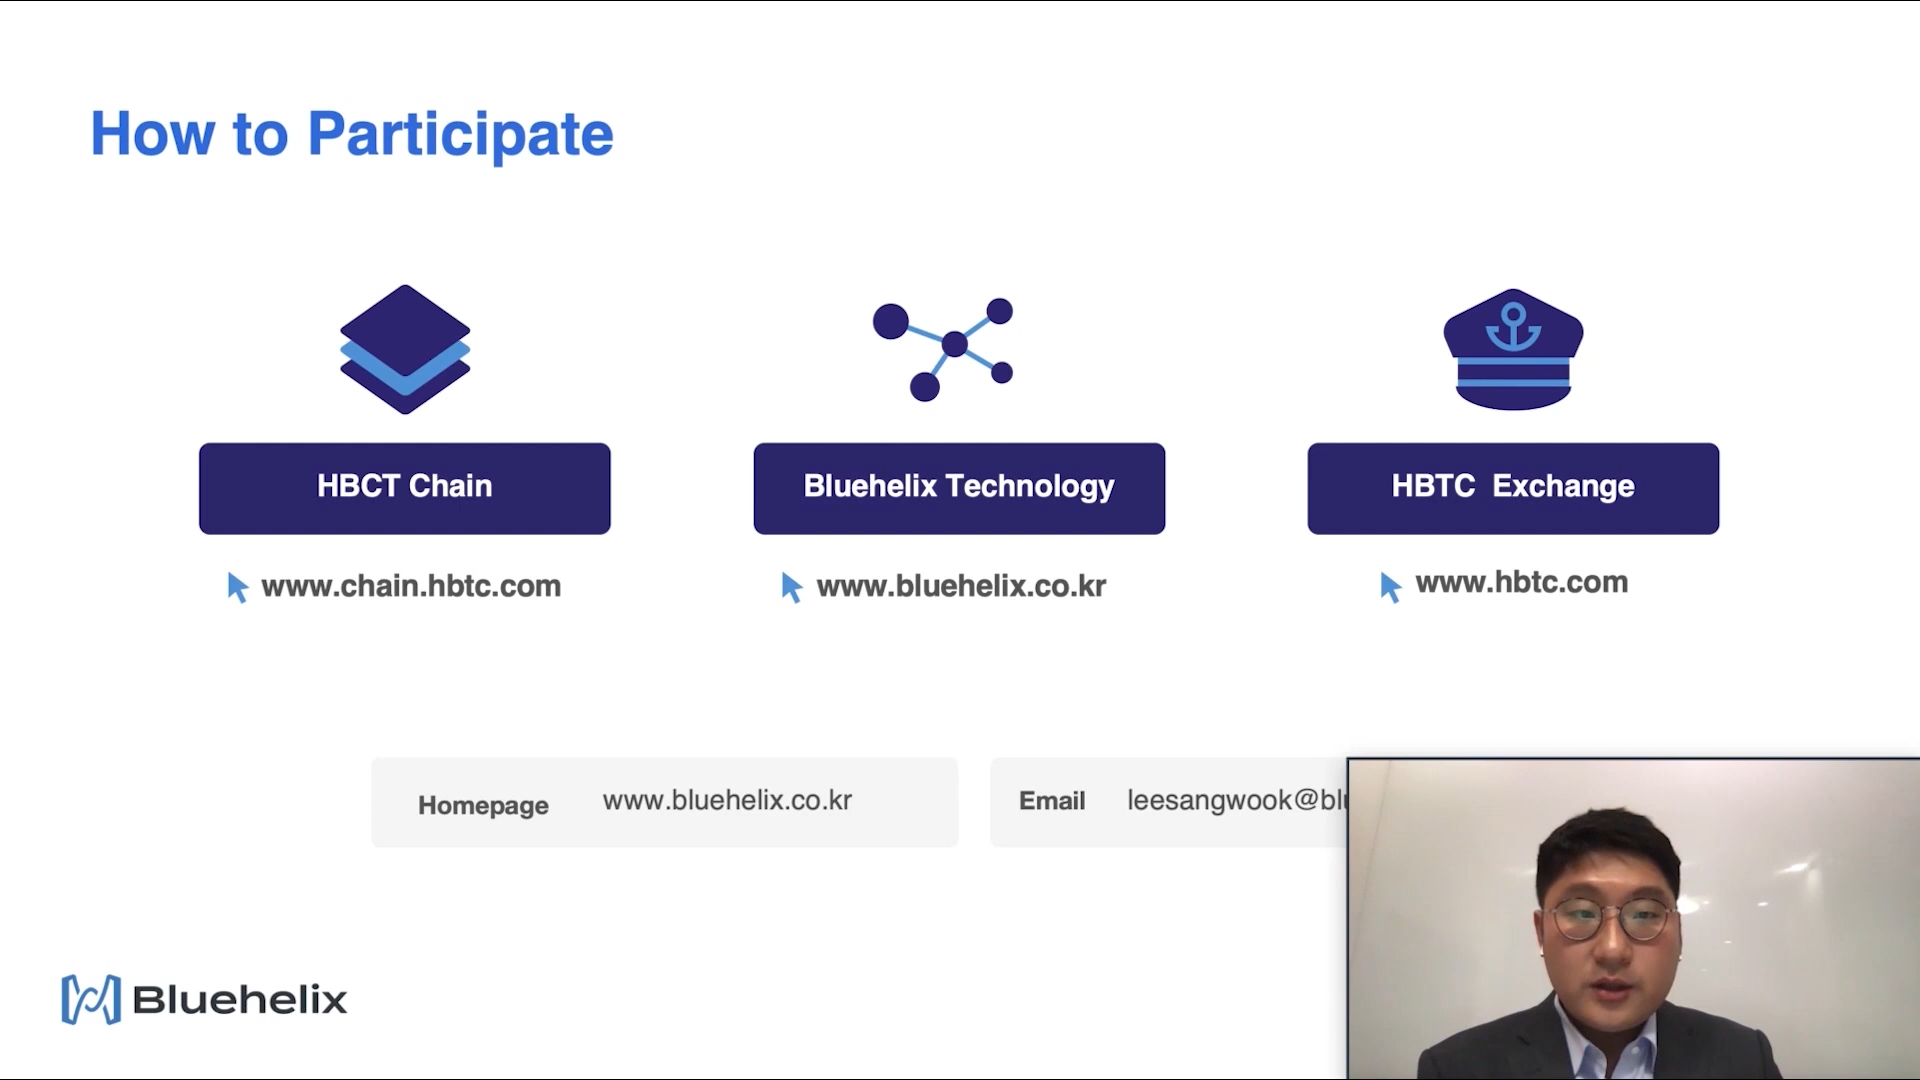 How to Participate
HBCT Chain
Bluehelix Technology
HBTC Exchange
www.chain.hbtc.com
www.bluehelix.co.kr
www.hbtc.com
Homepage www.bluehelix.co.kr
Email leesangwook@bl
Bluehelix